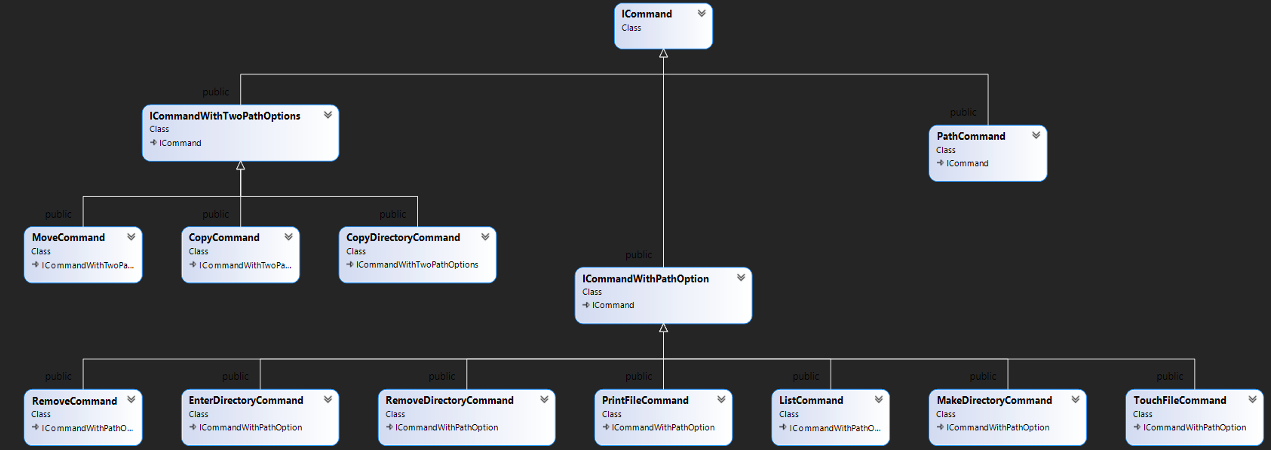 ICommand
Class
public
ICommandWithTwoPathOptions
Class
ICommand
public
PathCommand
Class
ICommand
public
MoveCommand
Class
ICommandWithTwoPa...
public
CopyCommand
Class
ICommandWithTwoPa...
public
CopyDirectoryCommand
Class
ICommandWithTwoPathOptions
public
ICommandWithPathOption
Class
ICommand
public
RemoveCommand
Class
ICommandWithPathO...
public
EnterDirectoryCommand
Class
ICommandWithPathOption
public
RemoveDirectoryCommand
Class
ICommandWithPathOption
public
PrintFileCommand
Class
ICommandWithPathOption
public
ListCommand
Class
ICommandWithPathO...
public
MakeDirectoryCommand
Class
ICommandWithPathOption
public
TouchFileCommand
Class
ICommandWithPathOption